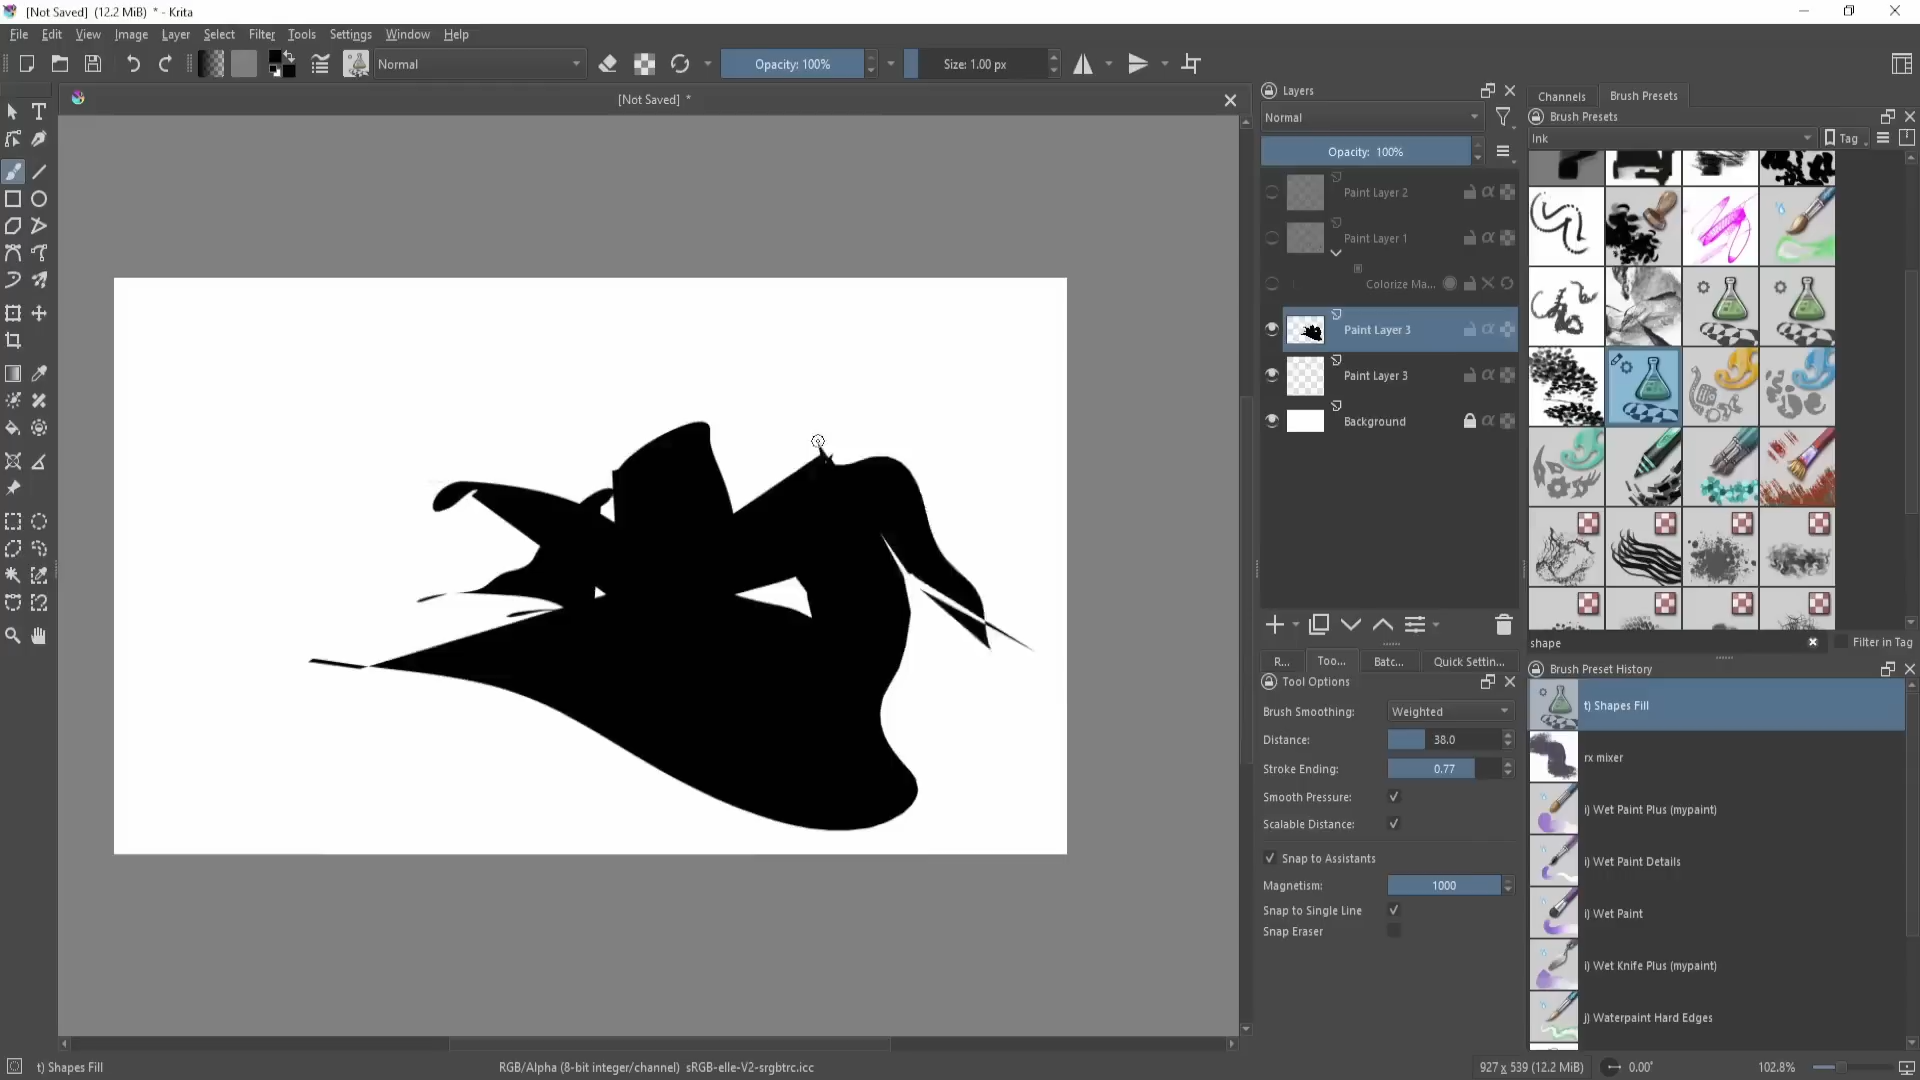 [Not Saved]  (12.2 MiB)  * - Krita
File  Edit  View  Image  Layer  Select  Filter  Tools  Settings  Window  Help
Normal  Opacity: 100%  Size: 1.00 px
[Not Saved]  *
Layers
Normal
Opacity:  100%
Paint Layer 2
Paint Layer 1
Colorize Ma...
Paint Layer 3
Paint Layer 3
Background
R...  Too...  Batc...  Quick Settin...
Tool Options
Brush Smoothing:  Weighted
Distance:  38.0
Stroke Ending:  0.77
Smooth Pressure:
Scalable Distance:
Snap to Assistants
Magnetism:  1000
Snap to Single Line
Snap Eraser
Channels  Brush Presets
Brush Presets
Ink  Tag
shape  Filter in Tag
Brush Preset History
t) Shapes Fill
rx mixer
i) Wet Paint Plus (mypaint)
i) Wet Paint Details
i) Wet Paint
i) Wet Knife Plus (mypaint)
j) Waterpaint Hard Edges
t) Shapes Fill  RGB/Alpha (8-bit integer/channel)  sRGB-elle-V2-srgbtrc.icc  927 x 539 (12.2 MiB)  0.00°  102.8%